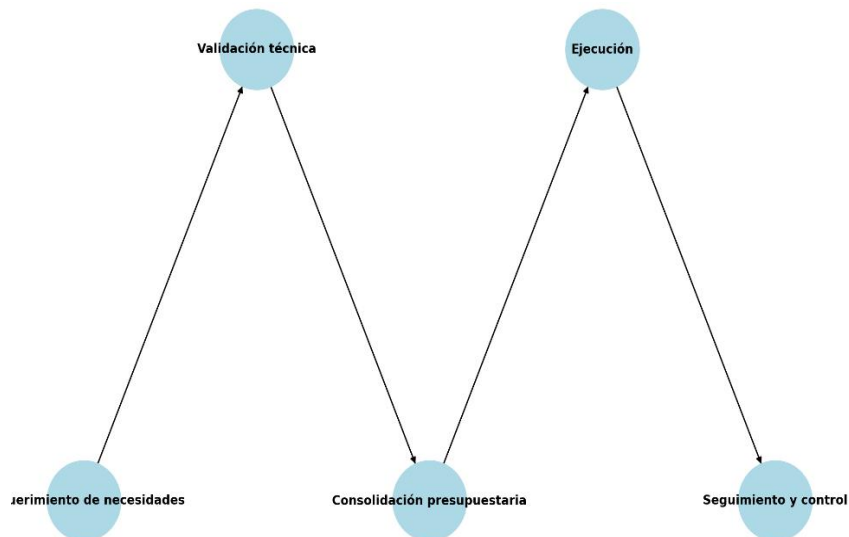 Validación técnica
Ejecución
uerimiento de necesidades
Consolidación presupuestaria
Seguimiento y control